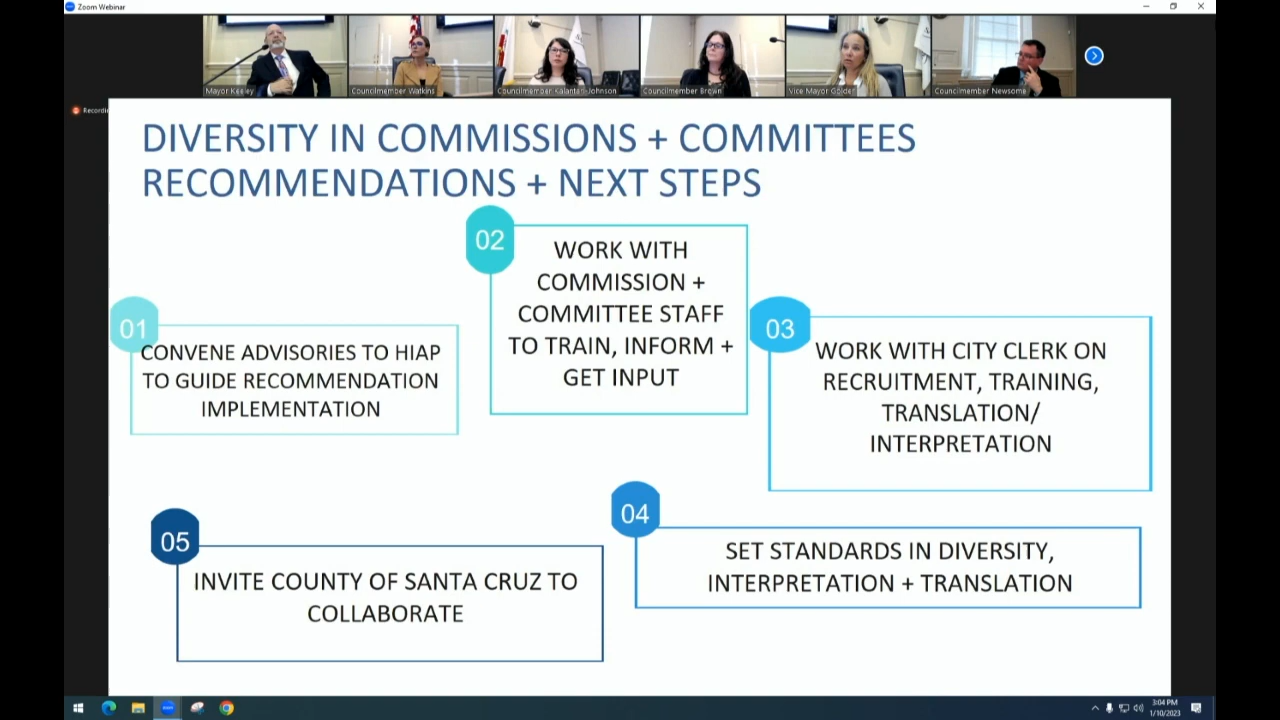 Zoom Webinar
Mayor Keeley
Councilmember Watkins
Councilmember Kalantari-Johnson
Councilmember Brown
Vice Mayor Golder
Councilmember Newsome
DIVERSITY IN COMMISSIONS + COMMITTEES
RECOMMENDATIONS + NEXT STEPS
01
CONVENE ADVISORIES TO HIAP
TO GUIDE RECOMMENDATION
IMPLEMENTATION
02
WORK WITH
COMMISSION +
COMMITTEE STAFF
TO TRAIN, INFORM +
GET INPUT
03
WORK WITH CITY CLERK ON
RECRUITMENT, TRAINING,
TRANSLATION/
INTERPRETATION
04
SET STANDARDS IN DIVERSITY,
INTERPRETATION + TRANSLATION
05
INVITE COUNTY OF SANTA CRUZ TO
COLLABORATE
3:04 PM
1/10/2023